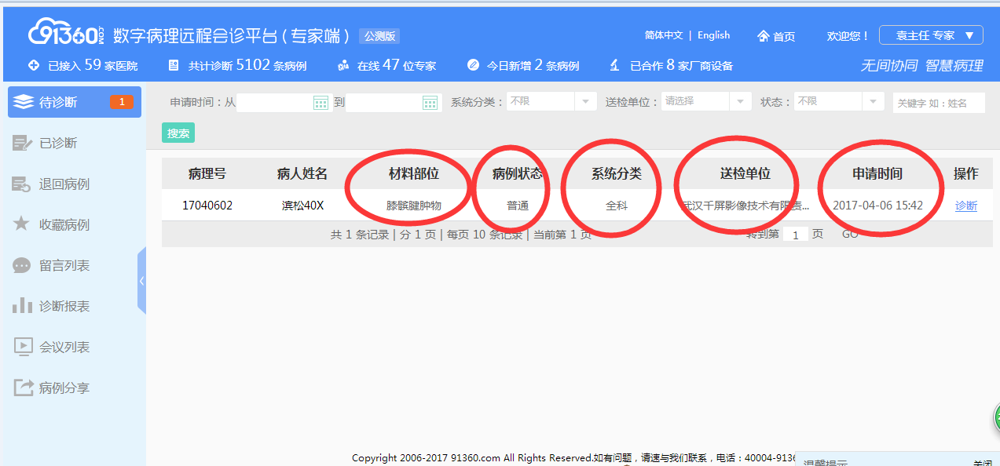 91360.COM 数字病理远程会诊平台(专家端) 公测版 简体中文 | English 首页 欢迎您！ 袁主任 专家 ▼
已接入 59 家医院 共计诊断 5102 条病例 在线 47 位专家 今日新增 2 条病例 已合作 8 家厂商设备 无间协同 智慧病理
待诊断 1
已诊断
退回病例
收藏病例
留言列表
诊断报表
会议列表
病例分享
申请时间：从 到 系统分类： 不限 送检单位： 请选择 状态： 不限 关键字 如：姓名
搜索
病理号 病人姓名 材料部位 病例状态 系统分类 送检单位 申请时间 操作
17040602 滨松40X 膝髌腱肿物 普通 全科 武汉千屏影像技术有限责... 2017-04-06 15:42 诊断
共 1 条记录 | 分 1 页 | 每页 10 条记录 | 当前第 1 页 转到第 1 页 GO
Copyright 2006-2017 91360.com All Rights Reserved.如有问题，请速与我们联系，电话：40004-9136
温馨提示 关闭